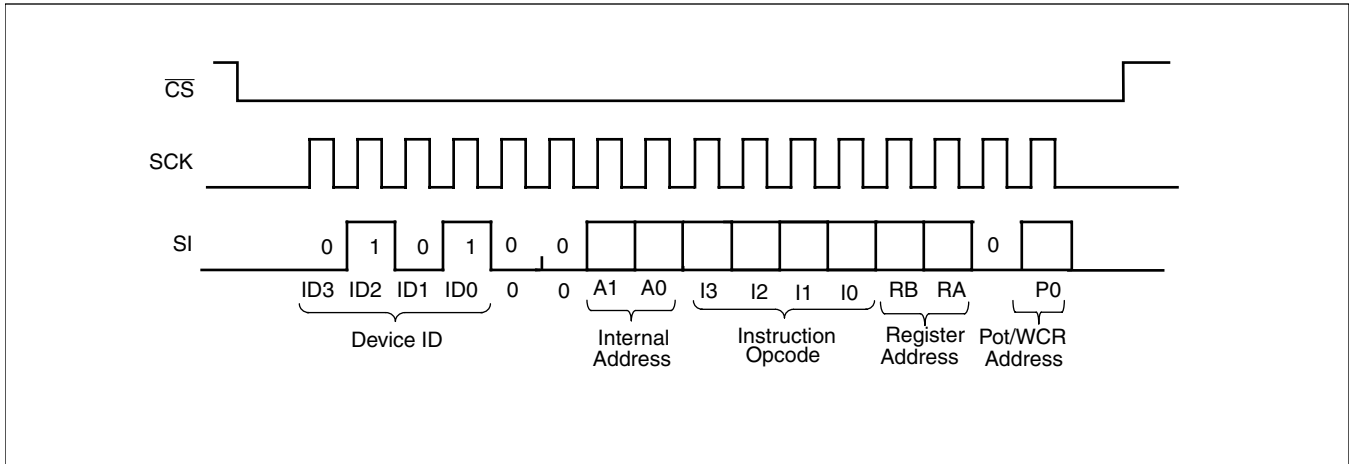 CS
SCK
SI
0 1 0 1 0 0 0
ID3 ID2 ID1 ID0 0 0 A1 A0 I3 I2 I1 I0 RB RA P0
Device ID
Internal
Address
Instruction
Opcode
Register
Address
Pot/WCR
Address